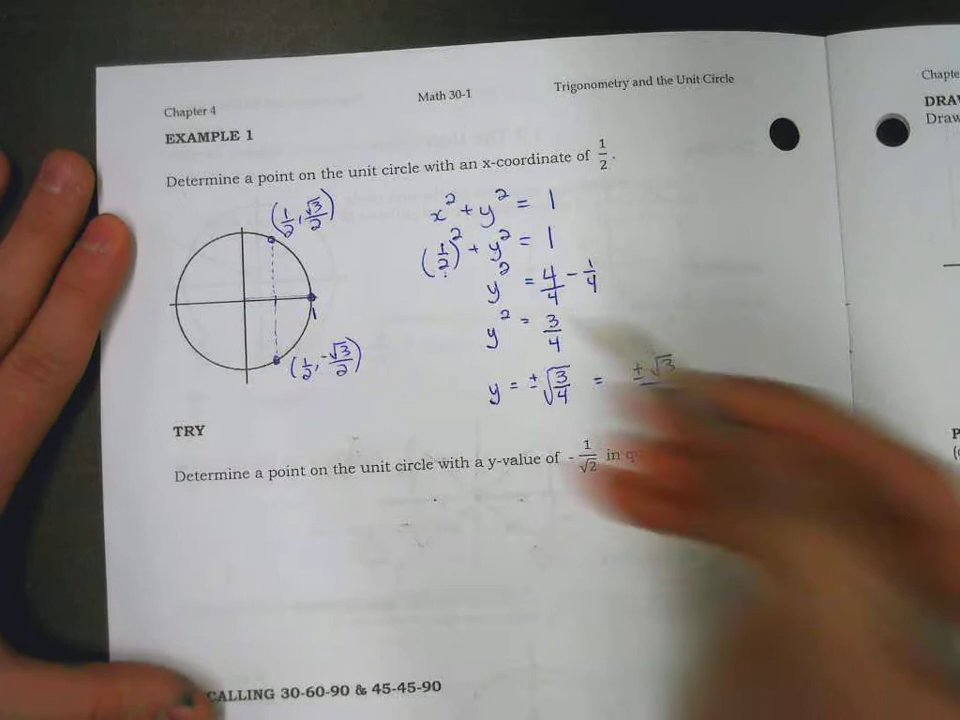 Chapter 4 Math 30-1 Trigonometry and the Unit Circle
EXAMPLE 1
Determine a point on the unit circle with an x-coordinate of 1/2.
(1/2, √3/2)
1
(1/2, -√3/2)
x² + y² = 1
(1/2)² + y² = 1
y² = 4/4 - 1/4
y² = 3/4
y = ±√(3/4) = ±√3
TRY
Determine a point on the unit circle with a y-value of -1/√2 in
CALLING 30-60-90 & 45-45-90
Draw